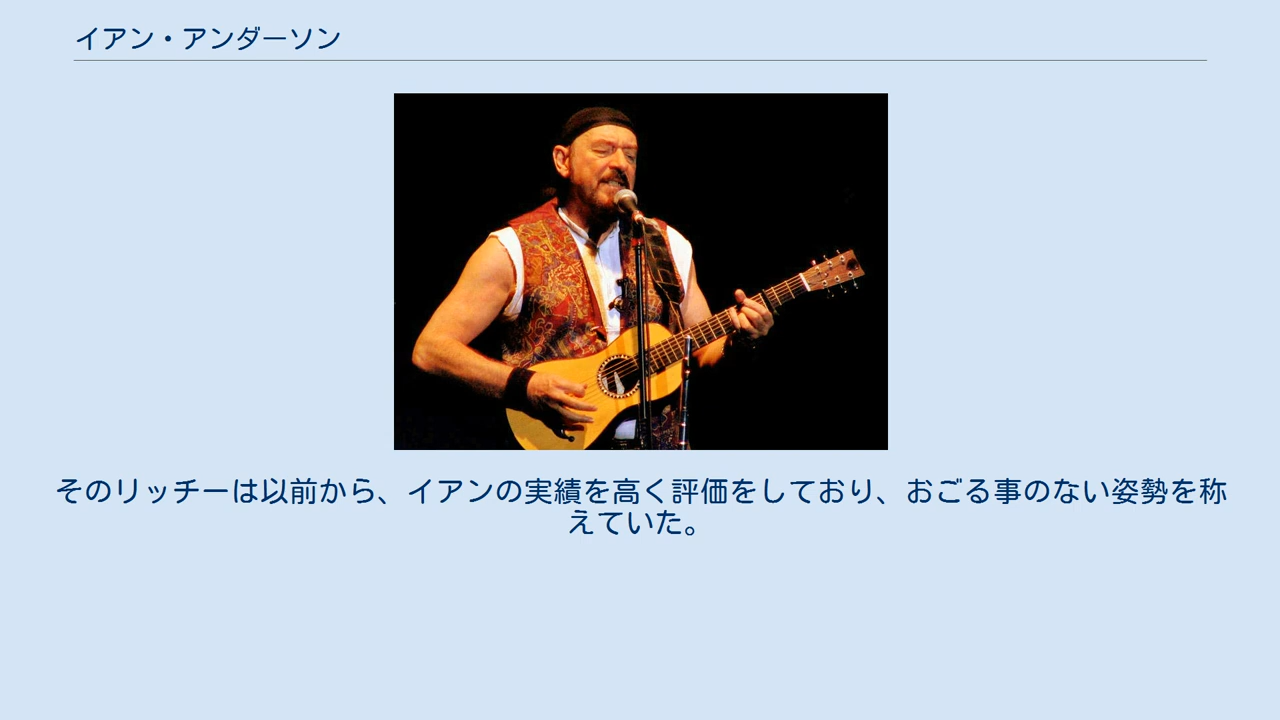 イアン・アンダーソン
そのリッチーは以前から、イアンの実績を高く評価をしており、おごる事のない姿勢を称
えていた。